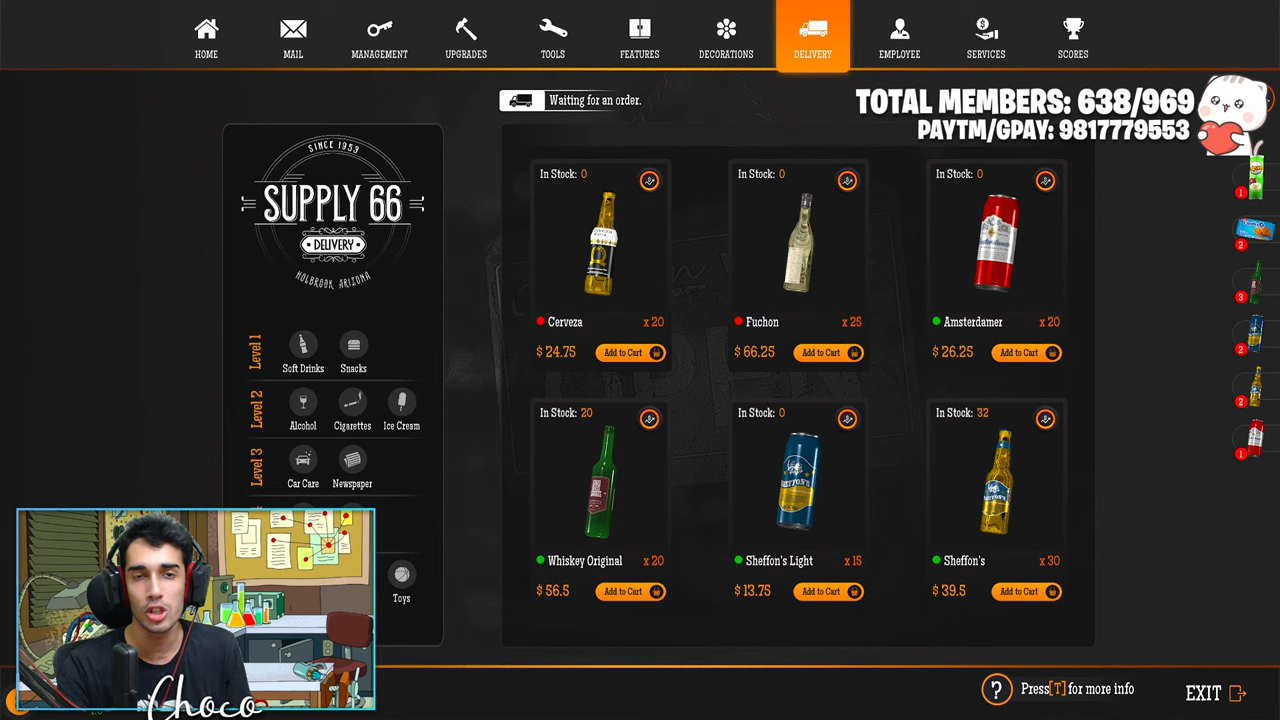 HOME
MAIL
MANAGEMENT
UPGRADES
TOOLS
FEATURES
DECORATIONS
DELIVERY
EMPLOYEE
SERVICES
SCORES
Waiting for an order.
TOTAL MEMBERS: 638/969
PAYTM/GPAY: 9817779553
SINCE 1953
SUPPLY 66
DELIVERY
HOLBROOK, ARIZONA
Level 1
Soft Drinks
Snacks
Level 2
Alcohol
Cigarettes
Ice Cream
Level 3
Car Care
Newspaper
Toys
In Stock: 0
Cerveza x 20
$ 24.75 Add to Cart
In Stock: 0
Fuchon x 25
$ 66.25 Add to Cart
In Stock: 0
Amsterdamer x 20
$ 26.25 Add to Cart
In Stock: 20
Whiskey Original x 20
$ 56.5 Add to Cart
In Stock: 0
Sheffon's Light x 15
$ 13.75 Add to Cart
In Stock: 32
Sheffon's x 30
$ 39.5 Add to Cart
1
2
3
2
2
1
Choco
? Press[T] for more info
EXIT